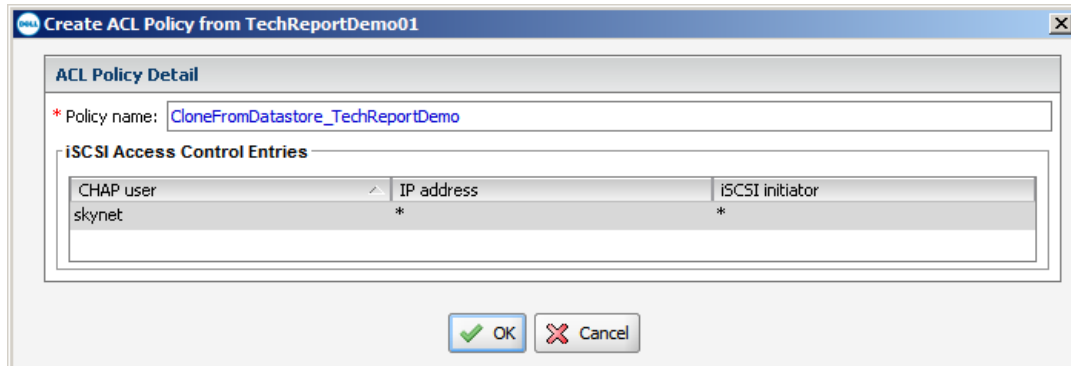 DELL Create ACL Policy from TechReportDemo01
ACL Policy Detail
* Policy name: CloneFromDatastore_TechReportDemo
iSCSI Access Control Entries
CHAP user IP address iSCSI initiator
skynet * *
OK Cancel